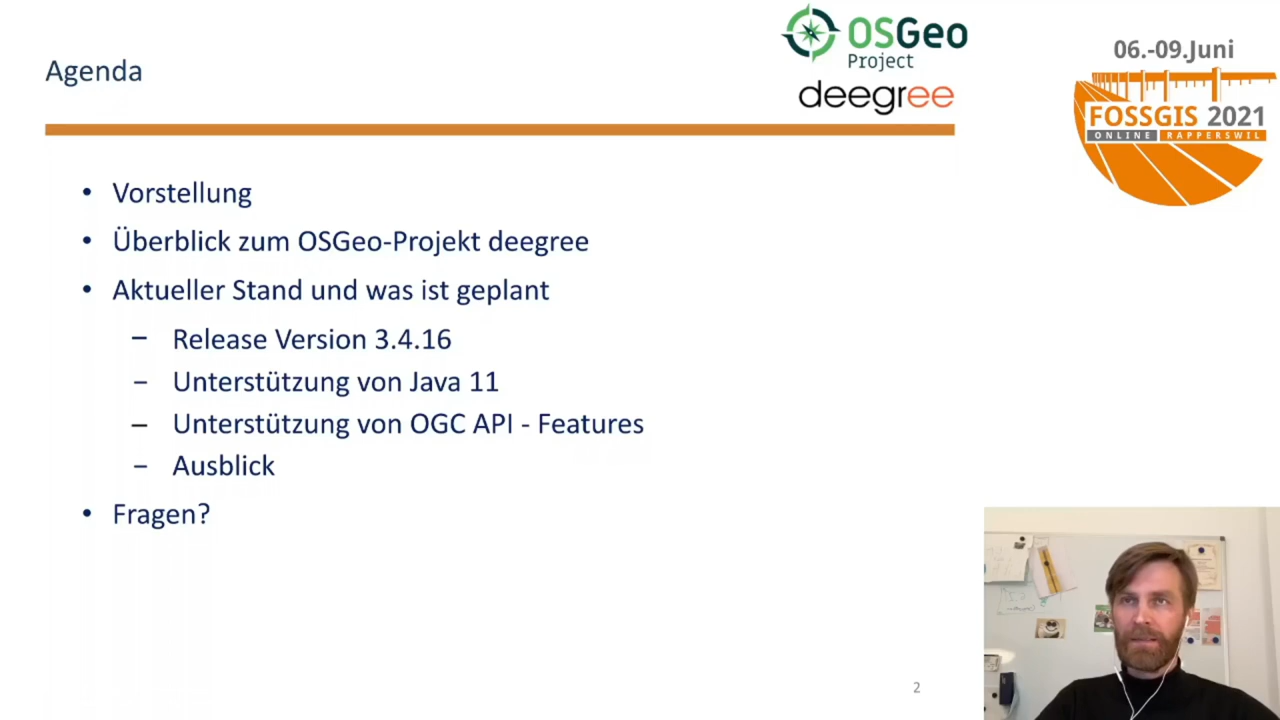 Agenda
OSGeo
Project
deegree
06.-09.Juni
FOSSGIS 2021
ONLINE RAPPERSWIL
• Vorstellung
• Überblick zum OSGeo-Projekt deegree
• Aktueller Stand und was ist geplant
– Release Version 3.4.16
– Unterstützung von Java 11
– Unterstützung von OGC API - Features
– Ausblick
• Fragen?
2